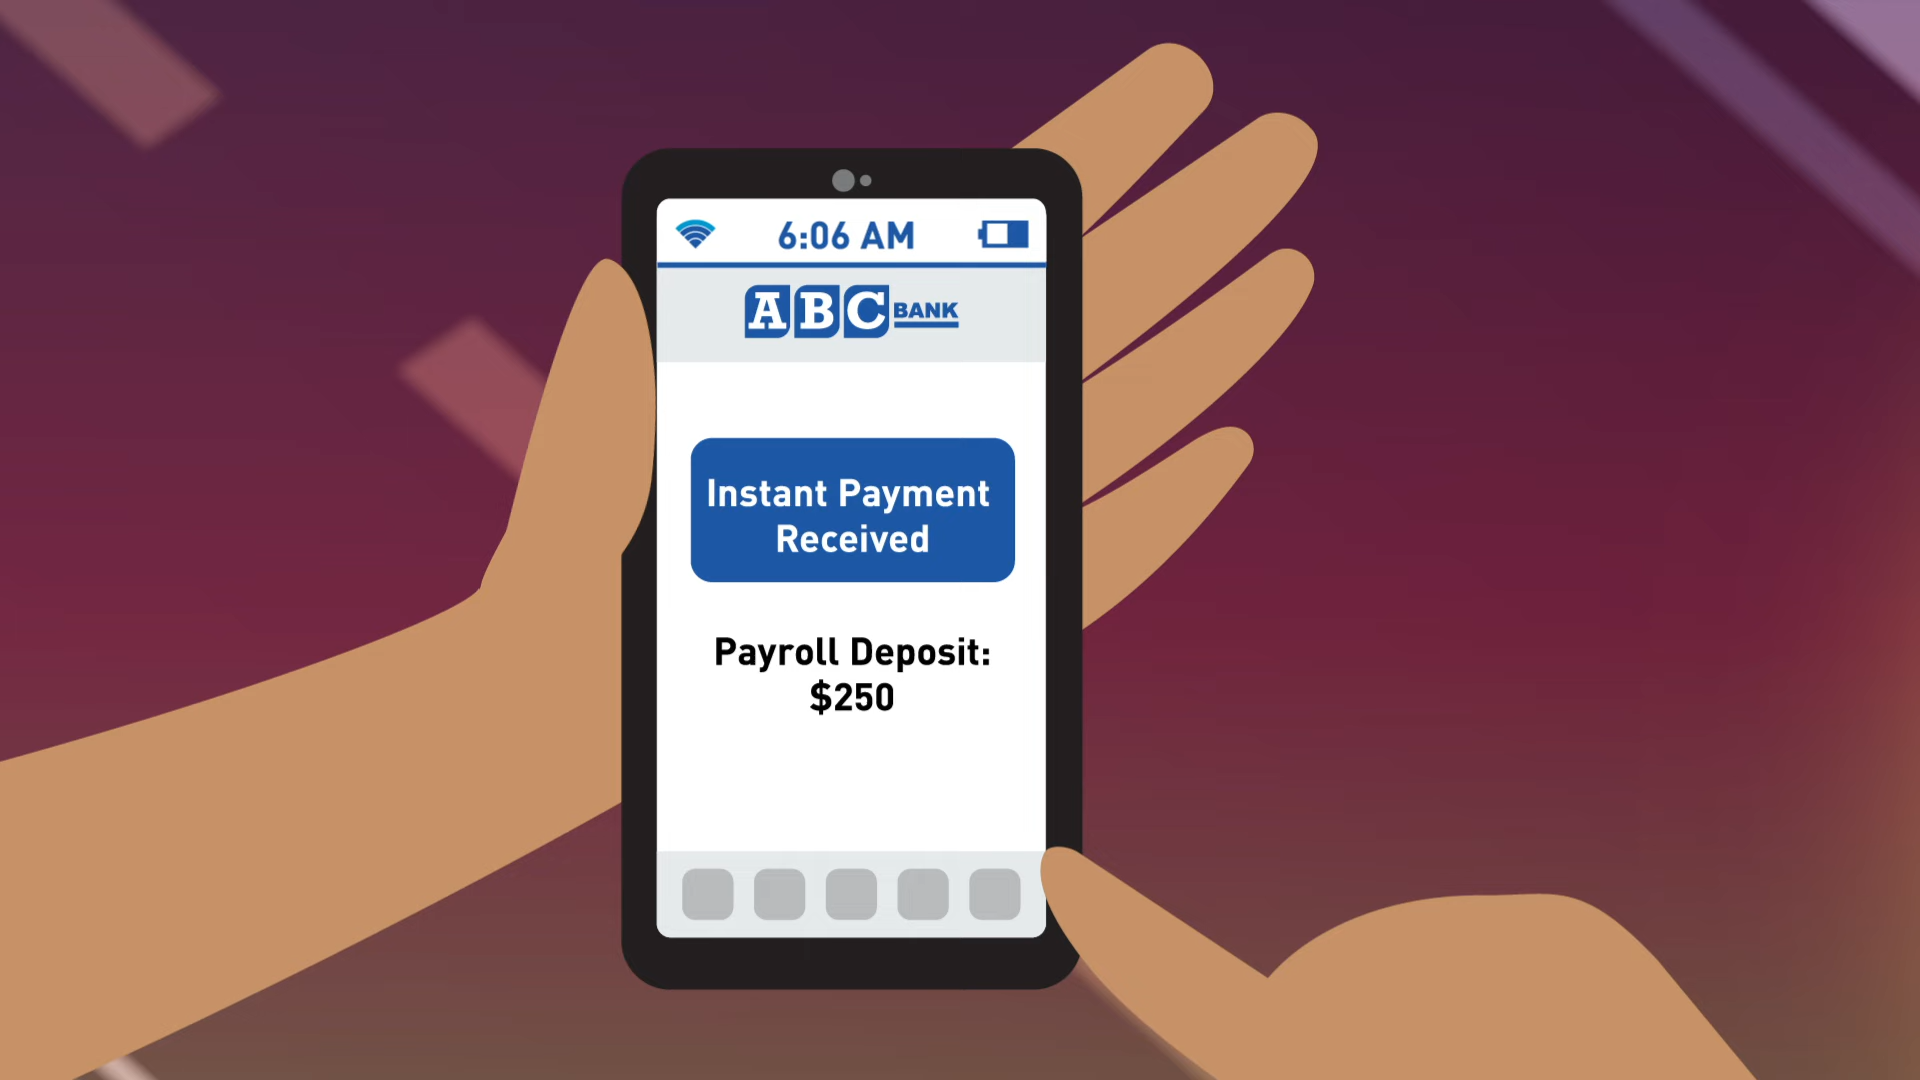 6:06 AM
ABC BANK
Instant Payment
Received
Payroll Deposit:
$250